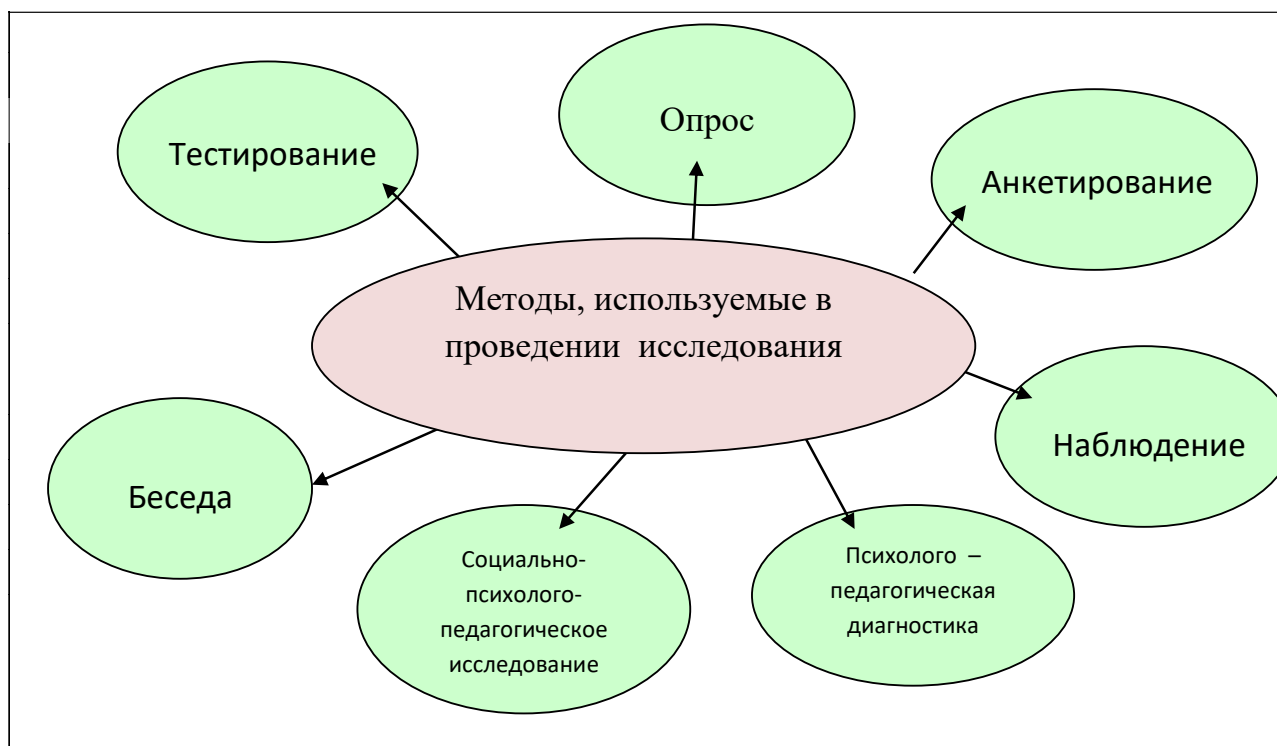 Опрос
Тестирование
Анкетирование
Методы, используемые в
проведении исследования
Наблюдение
Беседа
Социально-
психолого-
педагогическое
исследование
Психолого –
педагогическая
диагностика